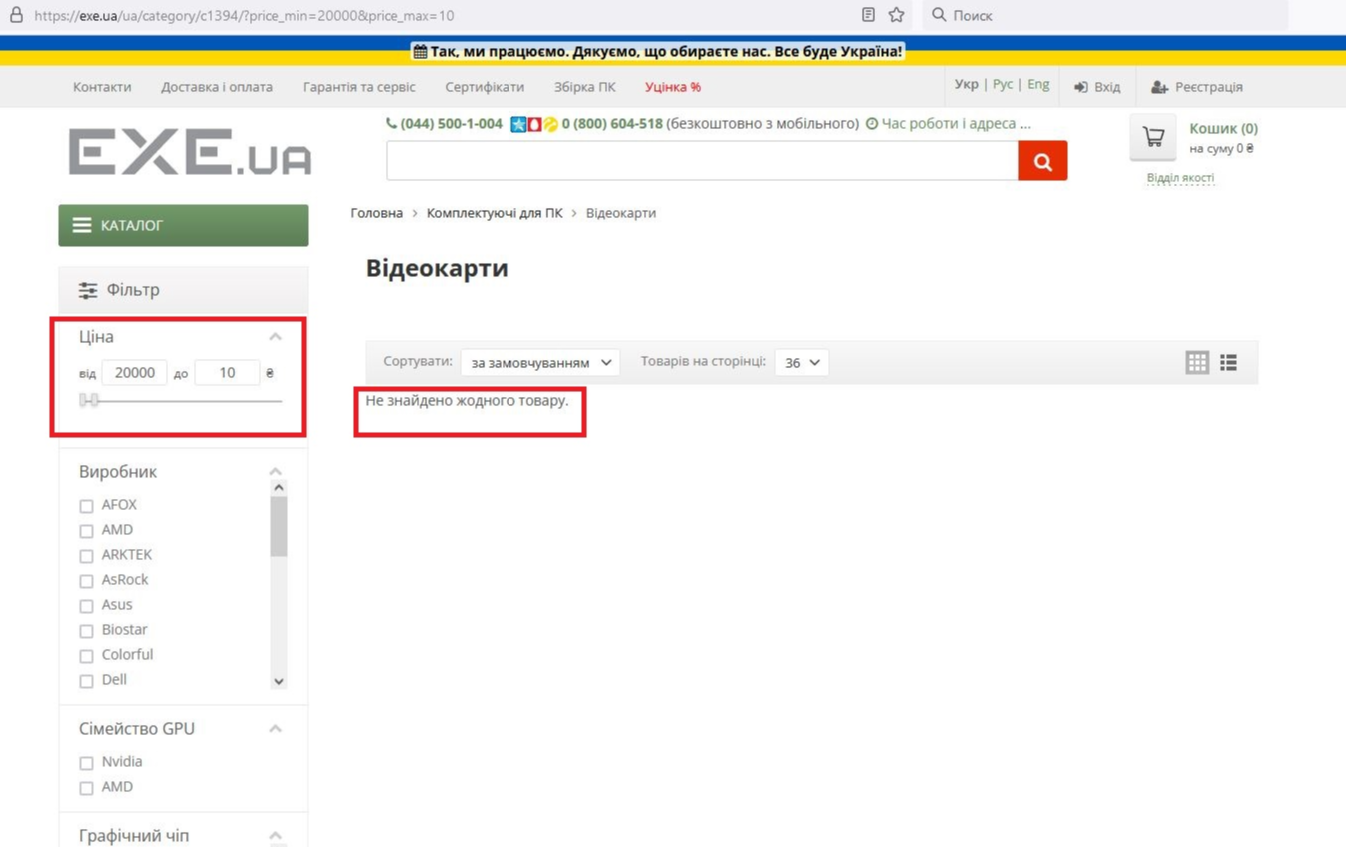 https://exe.ua/ua/category/c1394/?price_min=20000&price_max=10
Поиск
Так, ми працюємо. Дякуємо, що обираєте нас. Все буде Україна!
Контакти Доставка і оплата Гарантія та сервіс Сертифікати Збірка ПК Уцінка % Укр | Рус | Eng Вхід Реєстрація
(044) 500-1-004 0 (800) 604-518 (безкоштовно з мобільного) Час роботи і адреса ...
EXE.UA
Кошик (0)
на суму 0 ₴
Відділ якості
КАТАЛОГ
Головна > Комплектуючі для ПК > Відеокарти
Відеокарти
Фільтр
Ціна
від 20000 до 10 ₴
Сортувати: за замовчуванням Товарів на сторінці: 36
Не знайдено жодного товару.
Виробник
AFOX
AMD
ARKTEK
AsRock
Asus
Biostar
Colorful
Dell
Сімейство GPU
Nvidia
AMD
Графічний чіп